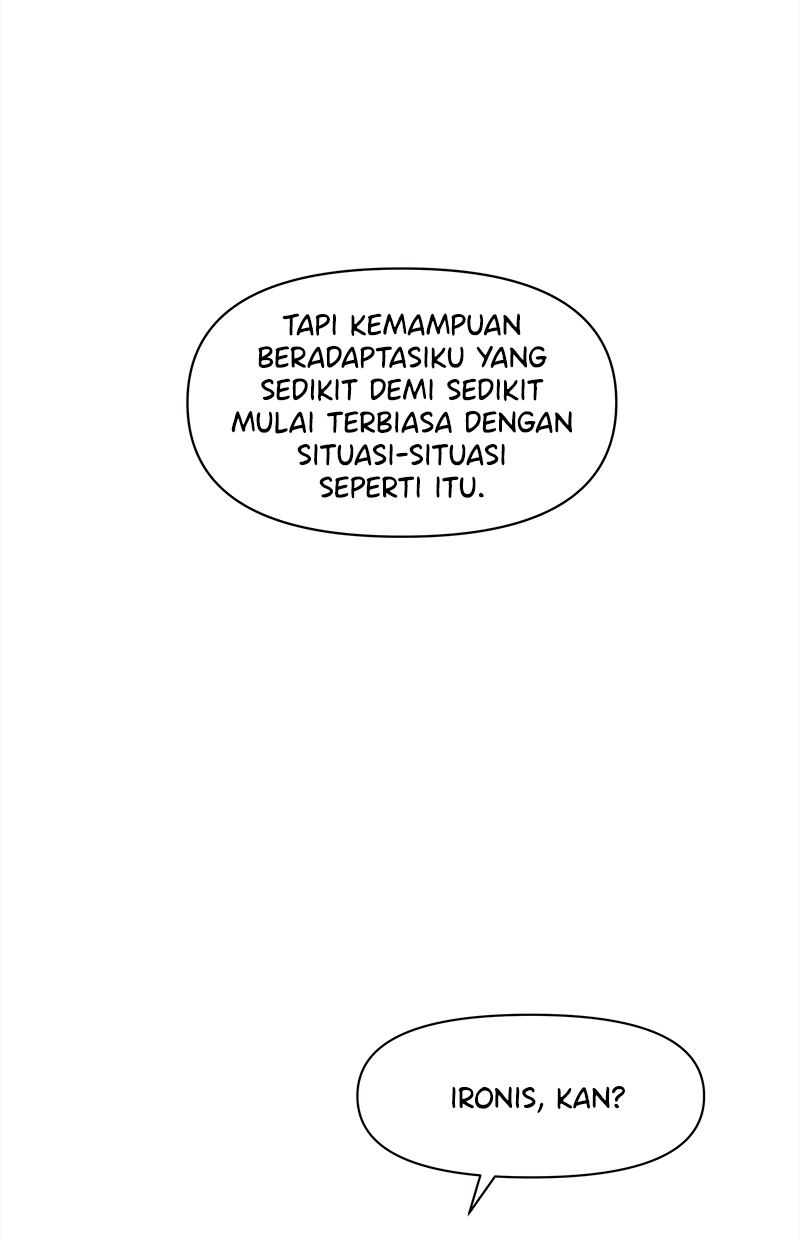 TAPI KEMAMPUAN
BERADAPTASIKU YANG
SEDIKIT DEMI SEDIKIT
MULAI TERBIASA DENGAN
SITUASI-SITUASI
SEPERTI ITU.
IRONIS, KAN?